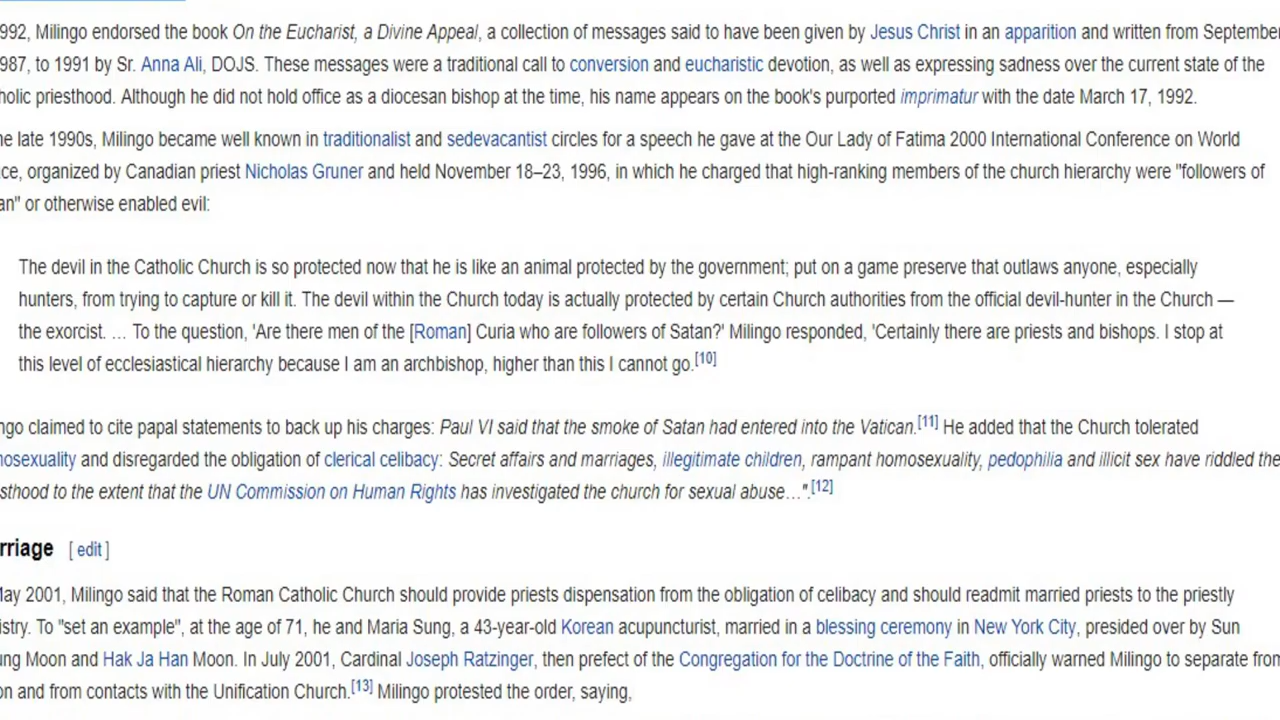 992, Milingo endorsed the book On the Eucharist, a Divine Appeal, a collection of messages said to have been given by Jesus Christ in an apparition and written from September
987, to 1991 by Sr. Anna Ali, DOJS. These messages were a traditional call to conversion and eucharistic devotion, as well as expressing sadness over the current state of the
holic priesthood. Although he did not hold office as a diocesan bishop at the time, his name appears on the book's purported imprimatur with the date March 17, 1992.
he late 1990s, Milingo became well known in traditionalist and sedevacantist circles for a speech he gave at the Our Lady of Fatima 2000 International Conference on World
ce, organized by Canadian priest Nicholas Gruner and held November 18–23, 1996, in which he charged that high-ranking members of the church hierarchy were "followers of
an" or otherwise enabled evil:
The devil in the Catholic Church is so protected now that he is like an animal protected by the government; put on a game preserve that outlaws anyone, especially
hunters, from trying to capture or kill it. The devil within the Church today is actually protected by certain Church authorities from the official devil-hunter in the Church —
the exorcist. … To the question, 'Are there men of the [Roman] Curia who are followers of Satan?' Milingo responded, 'Certainly there are priests and bishops. I stop at
this level of ecclesiastical hierarchy because I am an archbishop, higher than this I cannot go.[10]
ngo claimed to cite papal statements to back up his charges: Paul VI said that the smoke of Satan had entered into the Vatican.[11] He added that the Church tolerated
nosexuality and disregarded the obligation of clerical celibacy: Secret affairs and marriages, illegitimate children, rampant homosexuality, pedophilia and illicit sex have riddled the
sthood to the extent that the UN Commission on Human Rights has investigated the church for sexual abuse…".[12]
rriage [ edit ]
May 2001, Milingo said that the Roman Catholic Church should provide priests dispensation from the obligation of celibacy and should readmit married priests to the priestly
istry. To "set an example", at the age of 71, he and Maria Sung, a 43-year-old Korean acupuncturist, married in a blessing ceremony in New York City, presided over by Sun
ung Moon and Hak Ja Han Moon. In July 2001, Cardinal Joseph Ratzinger, then prefect of the Congregation for the Doctrine of the Faith, officially warned Milingo to separate from
on and from contacts with the Unification Church.[13] Milingo protested the order, saying,